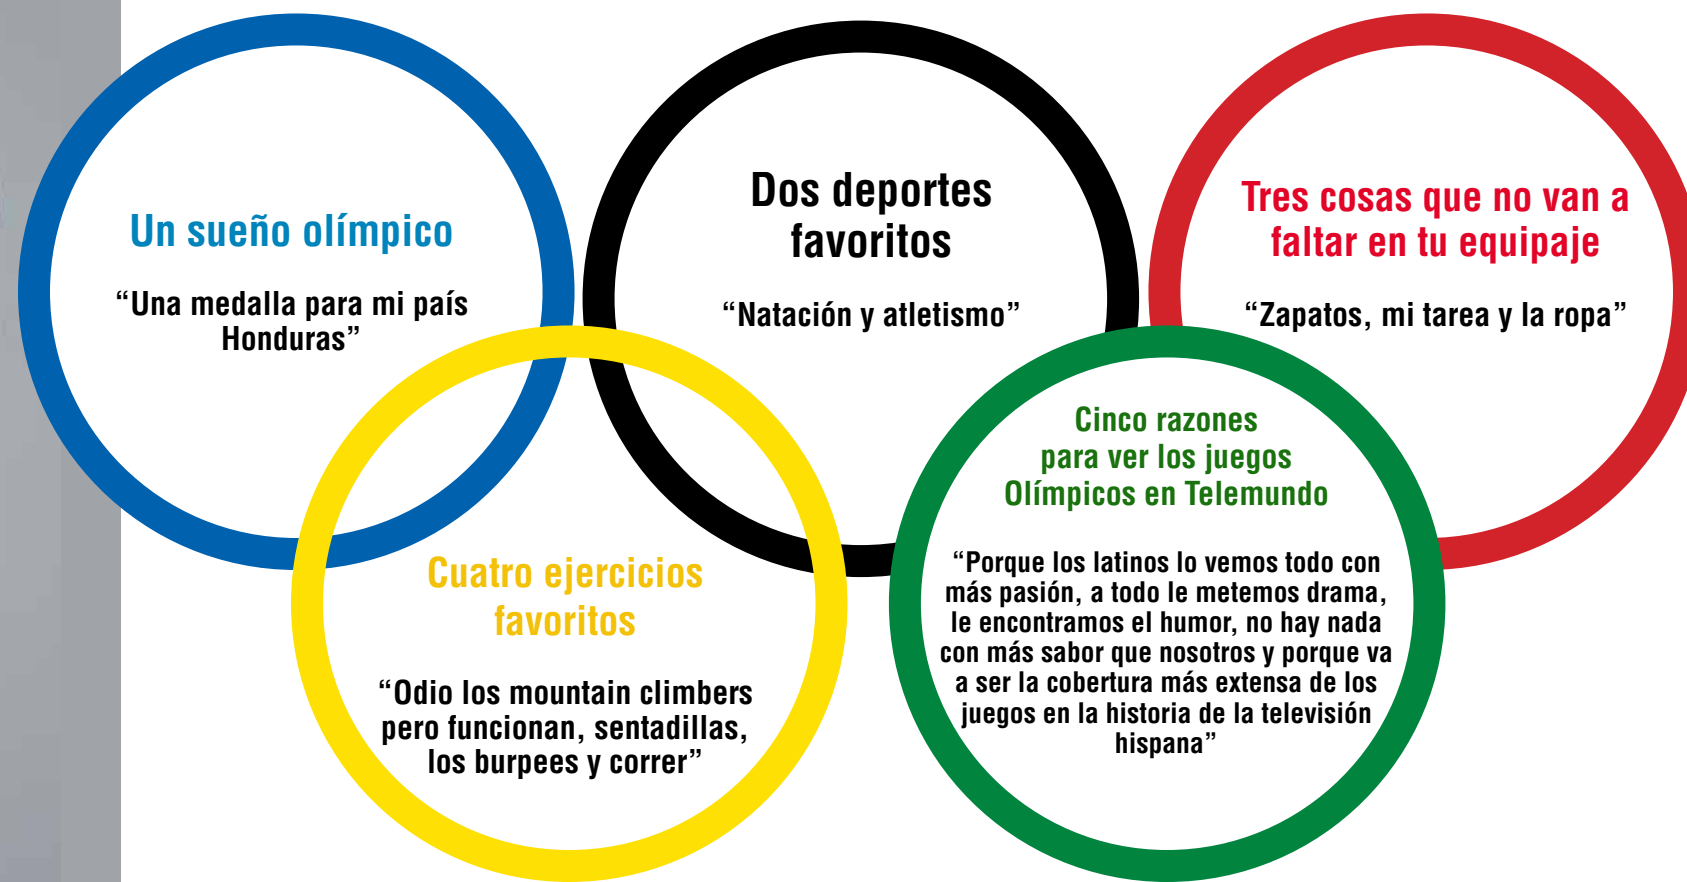 Un sueño olímpico
“Una medalla para mi país
Honduras”
Dos deportes
favoritos
“Natación y atletismo”
Tres cosas que no van a
faltar en tu equipaje
“Zapatos, mi tarea y la ropa”
Cuatro ejercicios
favoritos
“Odio los mountain climbers
pero funcionan, sentadillas,
los burpees y correr”
Cinco razones
para ver los juegos
Olímpicos en Telemundo
“Porque los latinos lo vemos todo con
más pasión, a todo le metemos drama,
le encontramos el humor, no hay nada
con más sabor que nosotros y porque va
a ser la cobertura más extensa de los
juegos en la historia de la televisión
hispana”